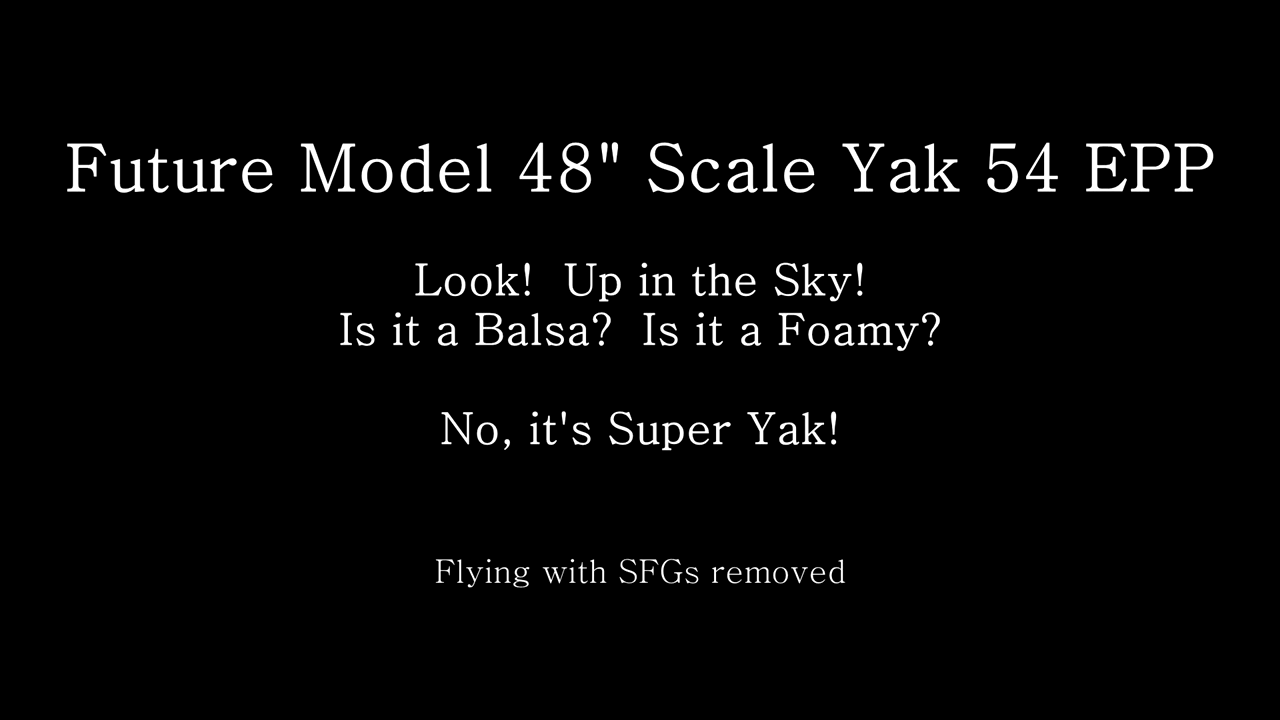 Future Model 48" Scale Yak 54 EPP
Look!  Up in the Sky!
Is it a Balsa?  Is it a Foamy?
No, it's Super Yak!
Flying with SFGs removed